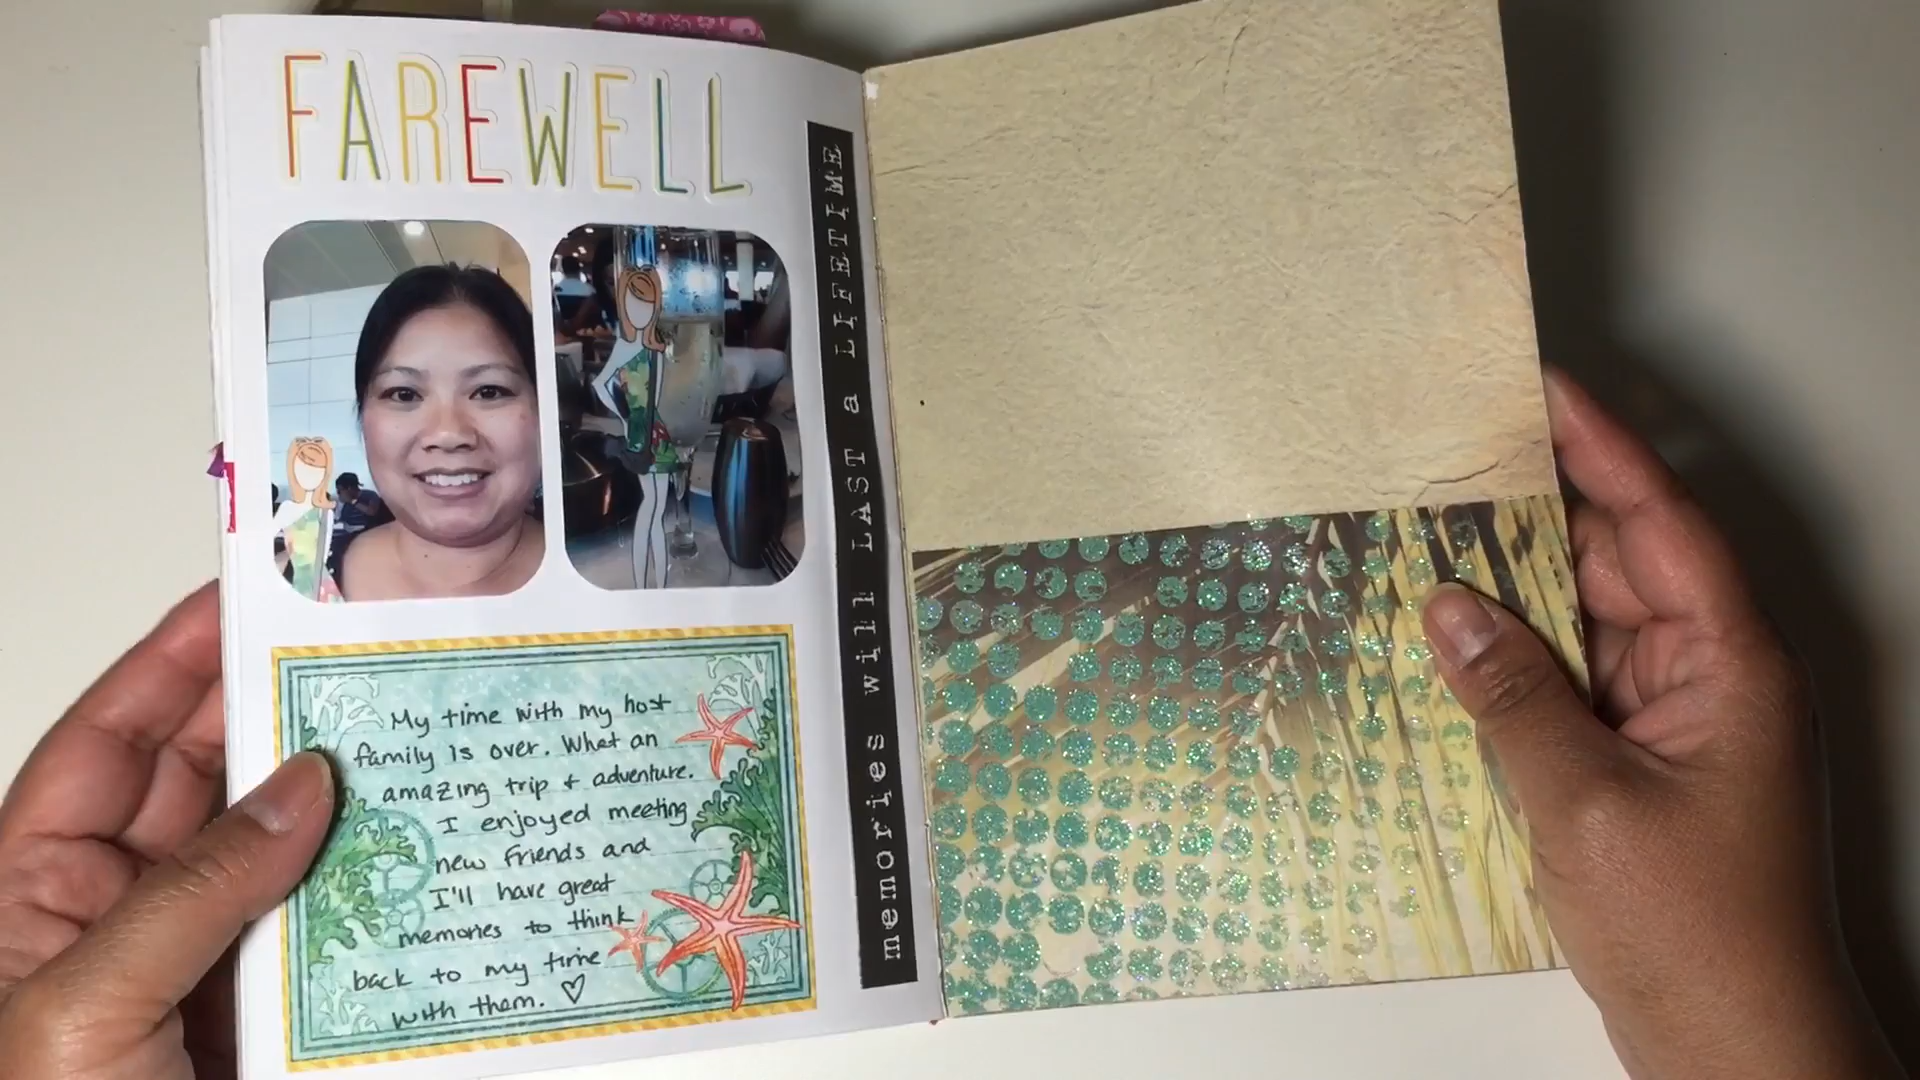 FAREWELL
memories will LAST a LIFETIME
My time with my host
family is over. What an
amazing trip + adventure.
I enjoyed meeting
new friends and
I'll have great
memories to think
back to my time
with them. ♡